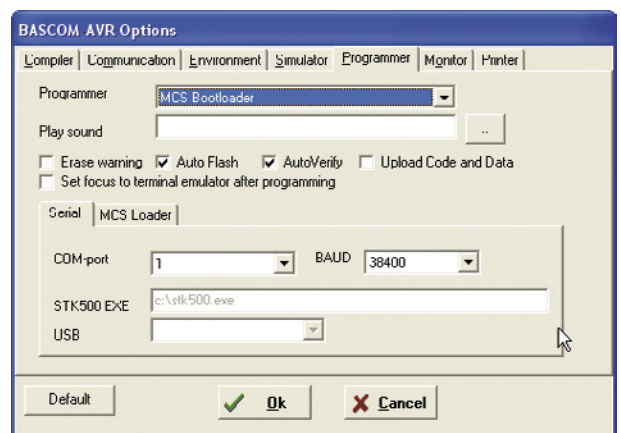 BASCOM AVR Options
Compiler Communication Environment Simulator Programmer Monitor Printer
Programmer MCS Bootloader
Play sound ..
Erase warning Auto Flash AutoVerify Upload Code and Data
Set focus to terminal emulator after programming
Serial MCS Loader
COM-port 1 BAUD 38400
STK500 EXE c:\stk500.exe
USB
Default Ok Cancel